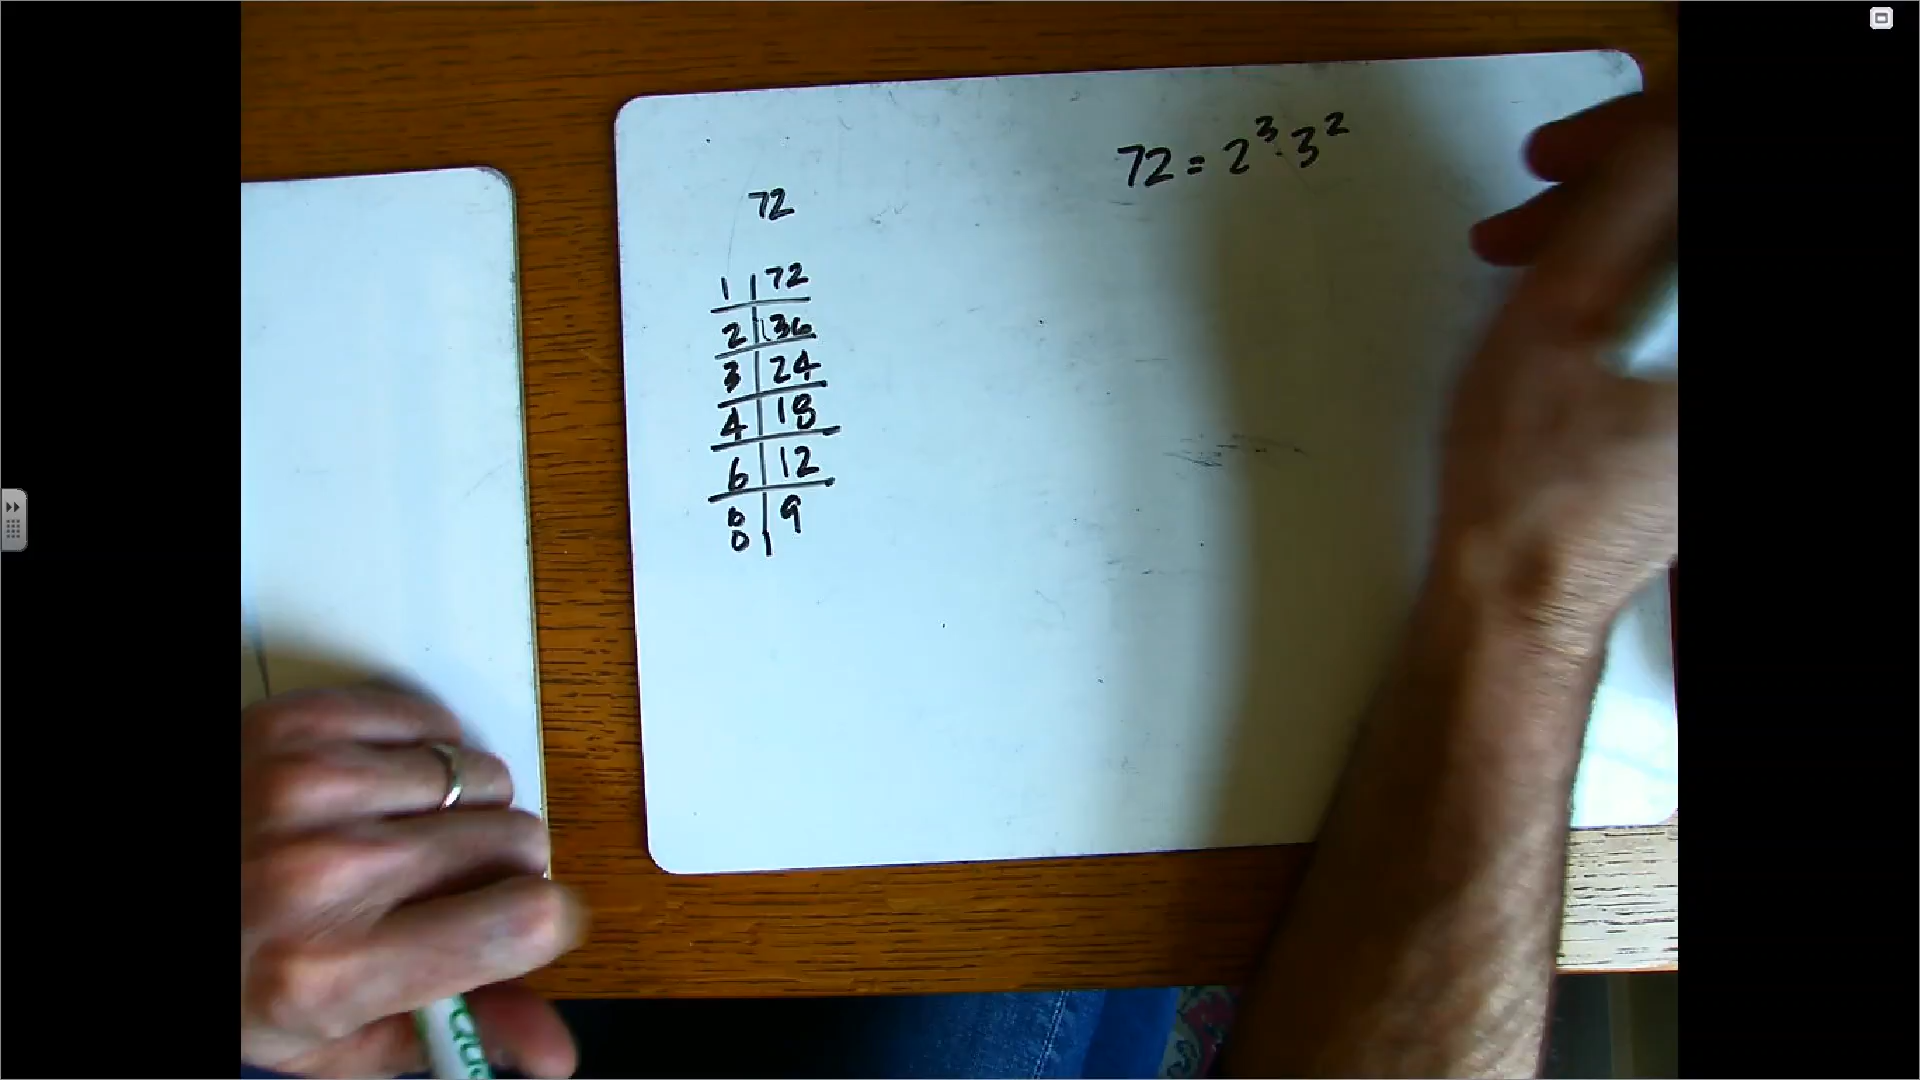 72 = 2³ · 3²
72
1 | 72
2 | 36
3 | 24
4 | 18
6 | 12
8 | 9